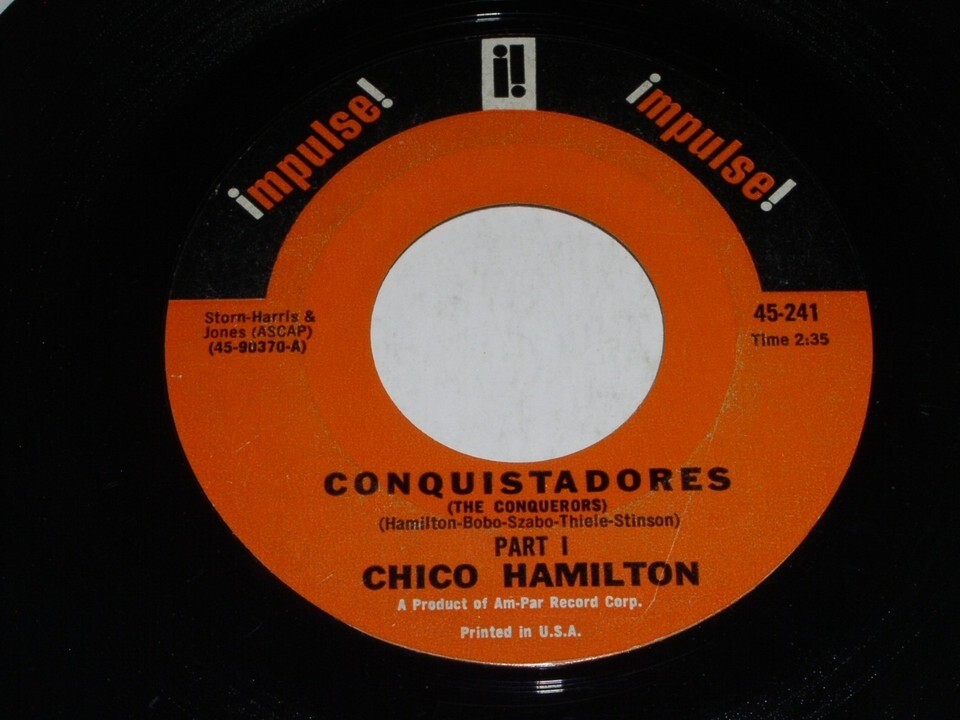 impulse!
i!
impulse!
Storn-Harris &
Jones (ASCAP)
(45-90370-A)
45-241
Time 2:35
CONQUISTADORES
(THE CONQUERORS)
(Hamilton-Bobo-Szabo-Thiele-Stinson)
PART I
CHICO HAMILTON
A Product of Am-Par Record Corp.
Printed in U.S.A.